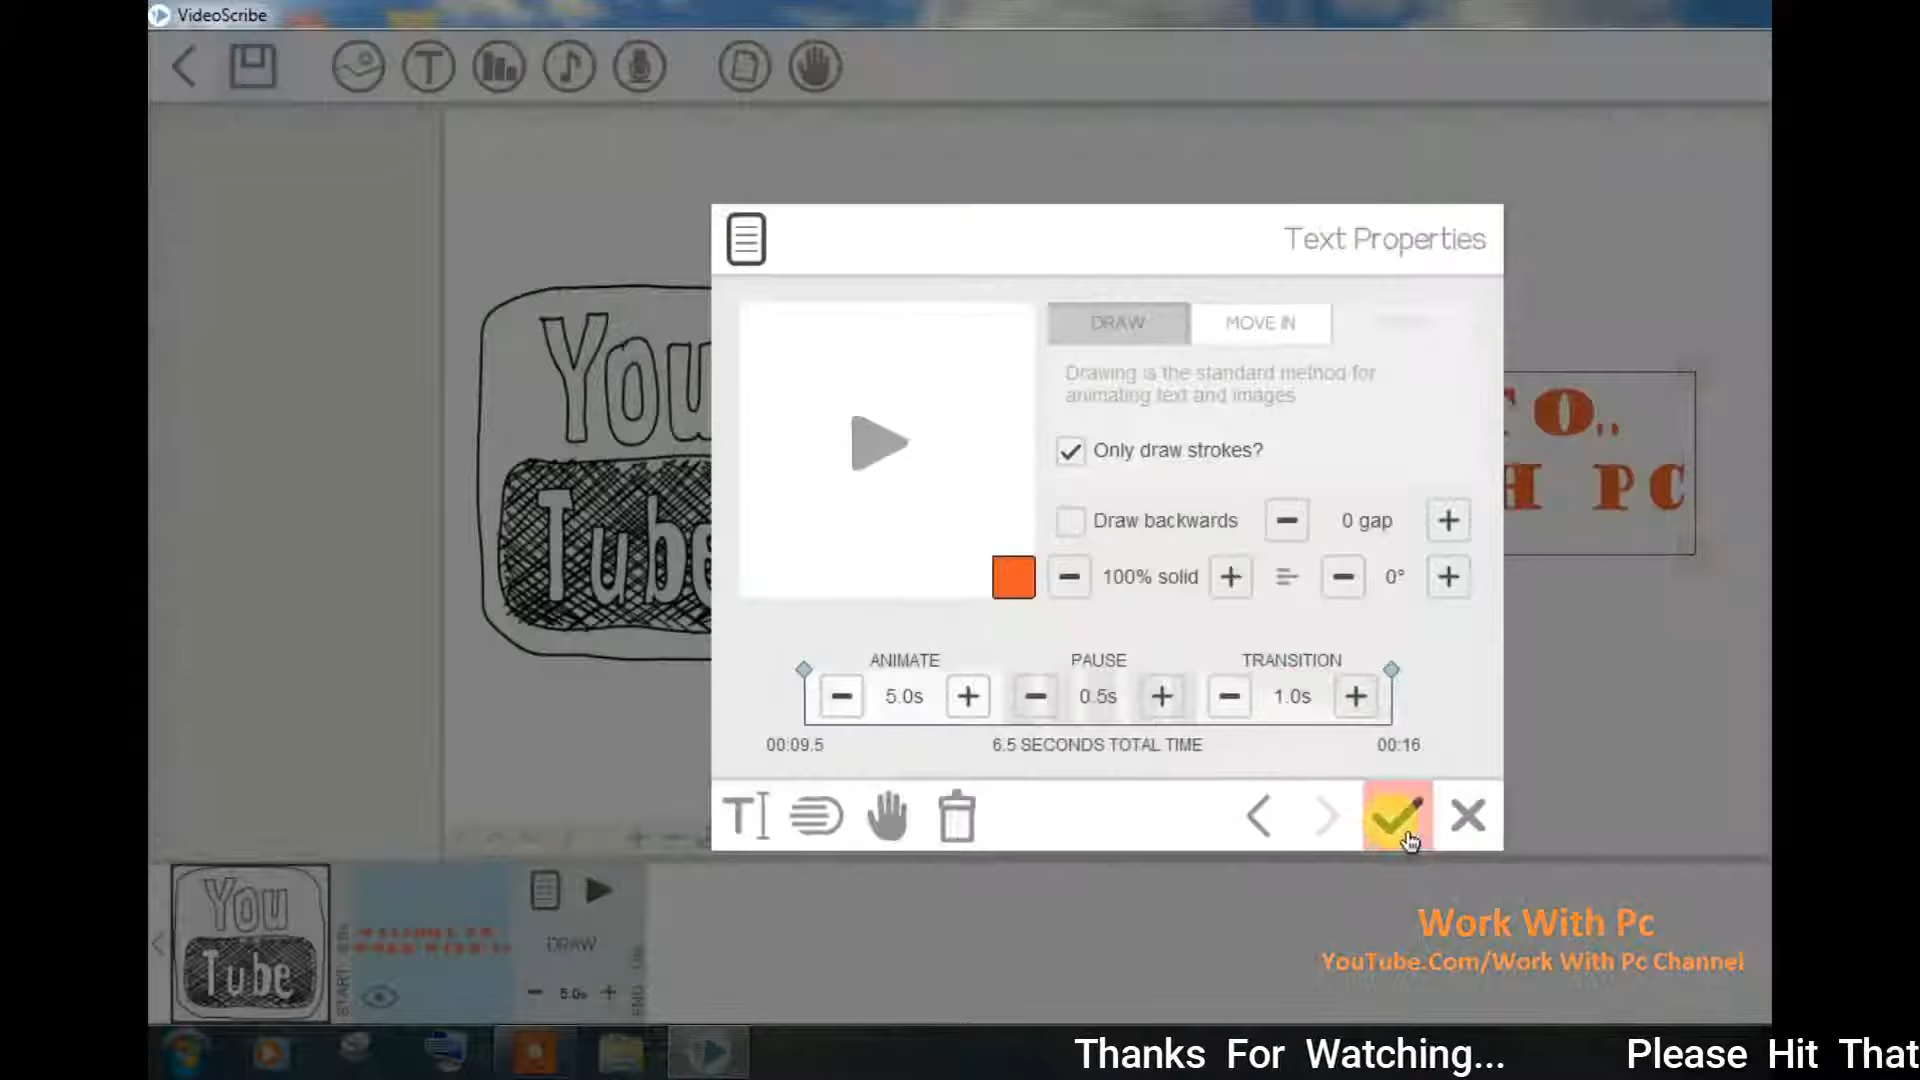 VideoScribe
Text Properties
DRAW
MOVE IN
Drawing is the standard method for
animating text and images
Only draw strokes?
Draw backwards
0 gap
100% solid
0°
ANIMATE
PAUSE
TRANSITION
5.0s
0.5s
1.0s
00:09.5
6.5 SECONDS TOTAL TIME
00:16
You
Tube
TO..
H PC
You
Tube
DRAW
5.0s
Work With Pc
YouTube.Com/Work With Pc Channel
Thanks For Watching... Please Hit That